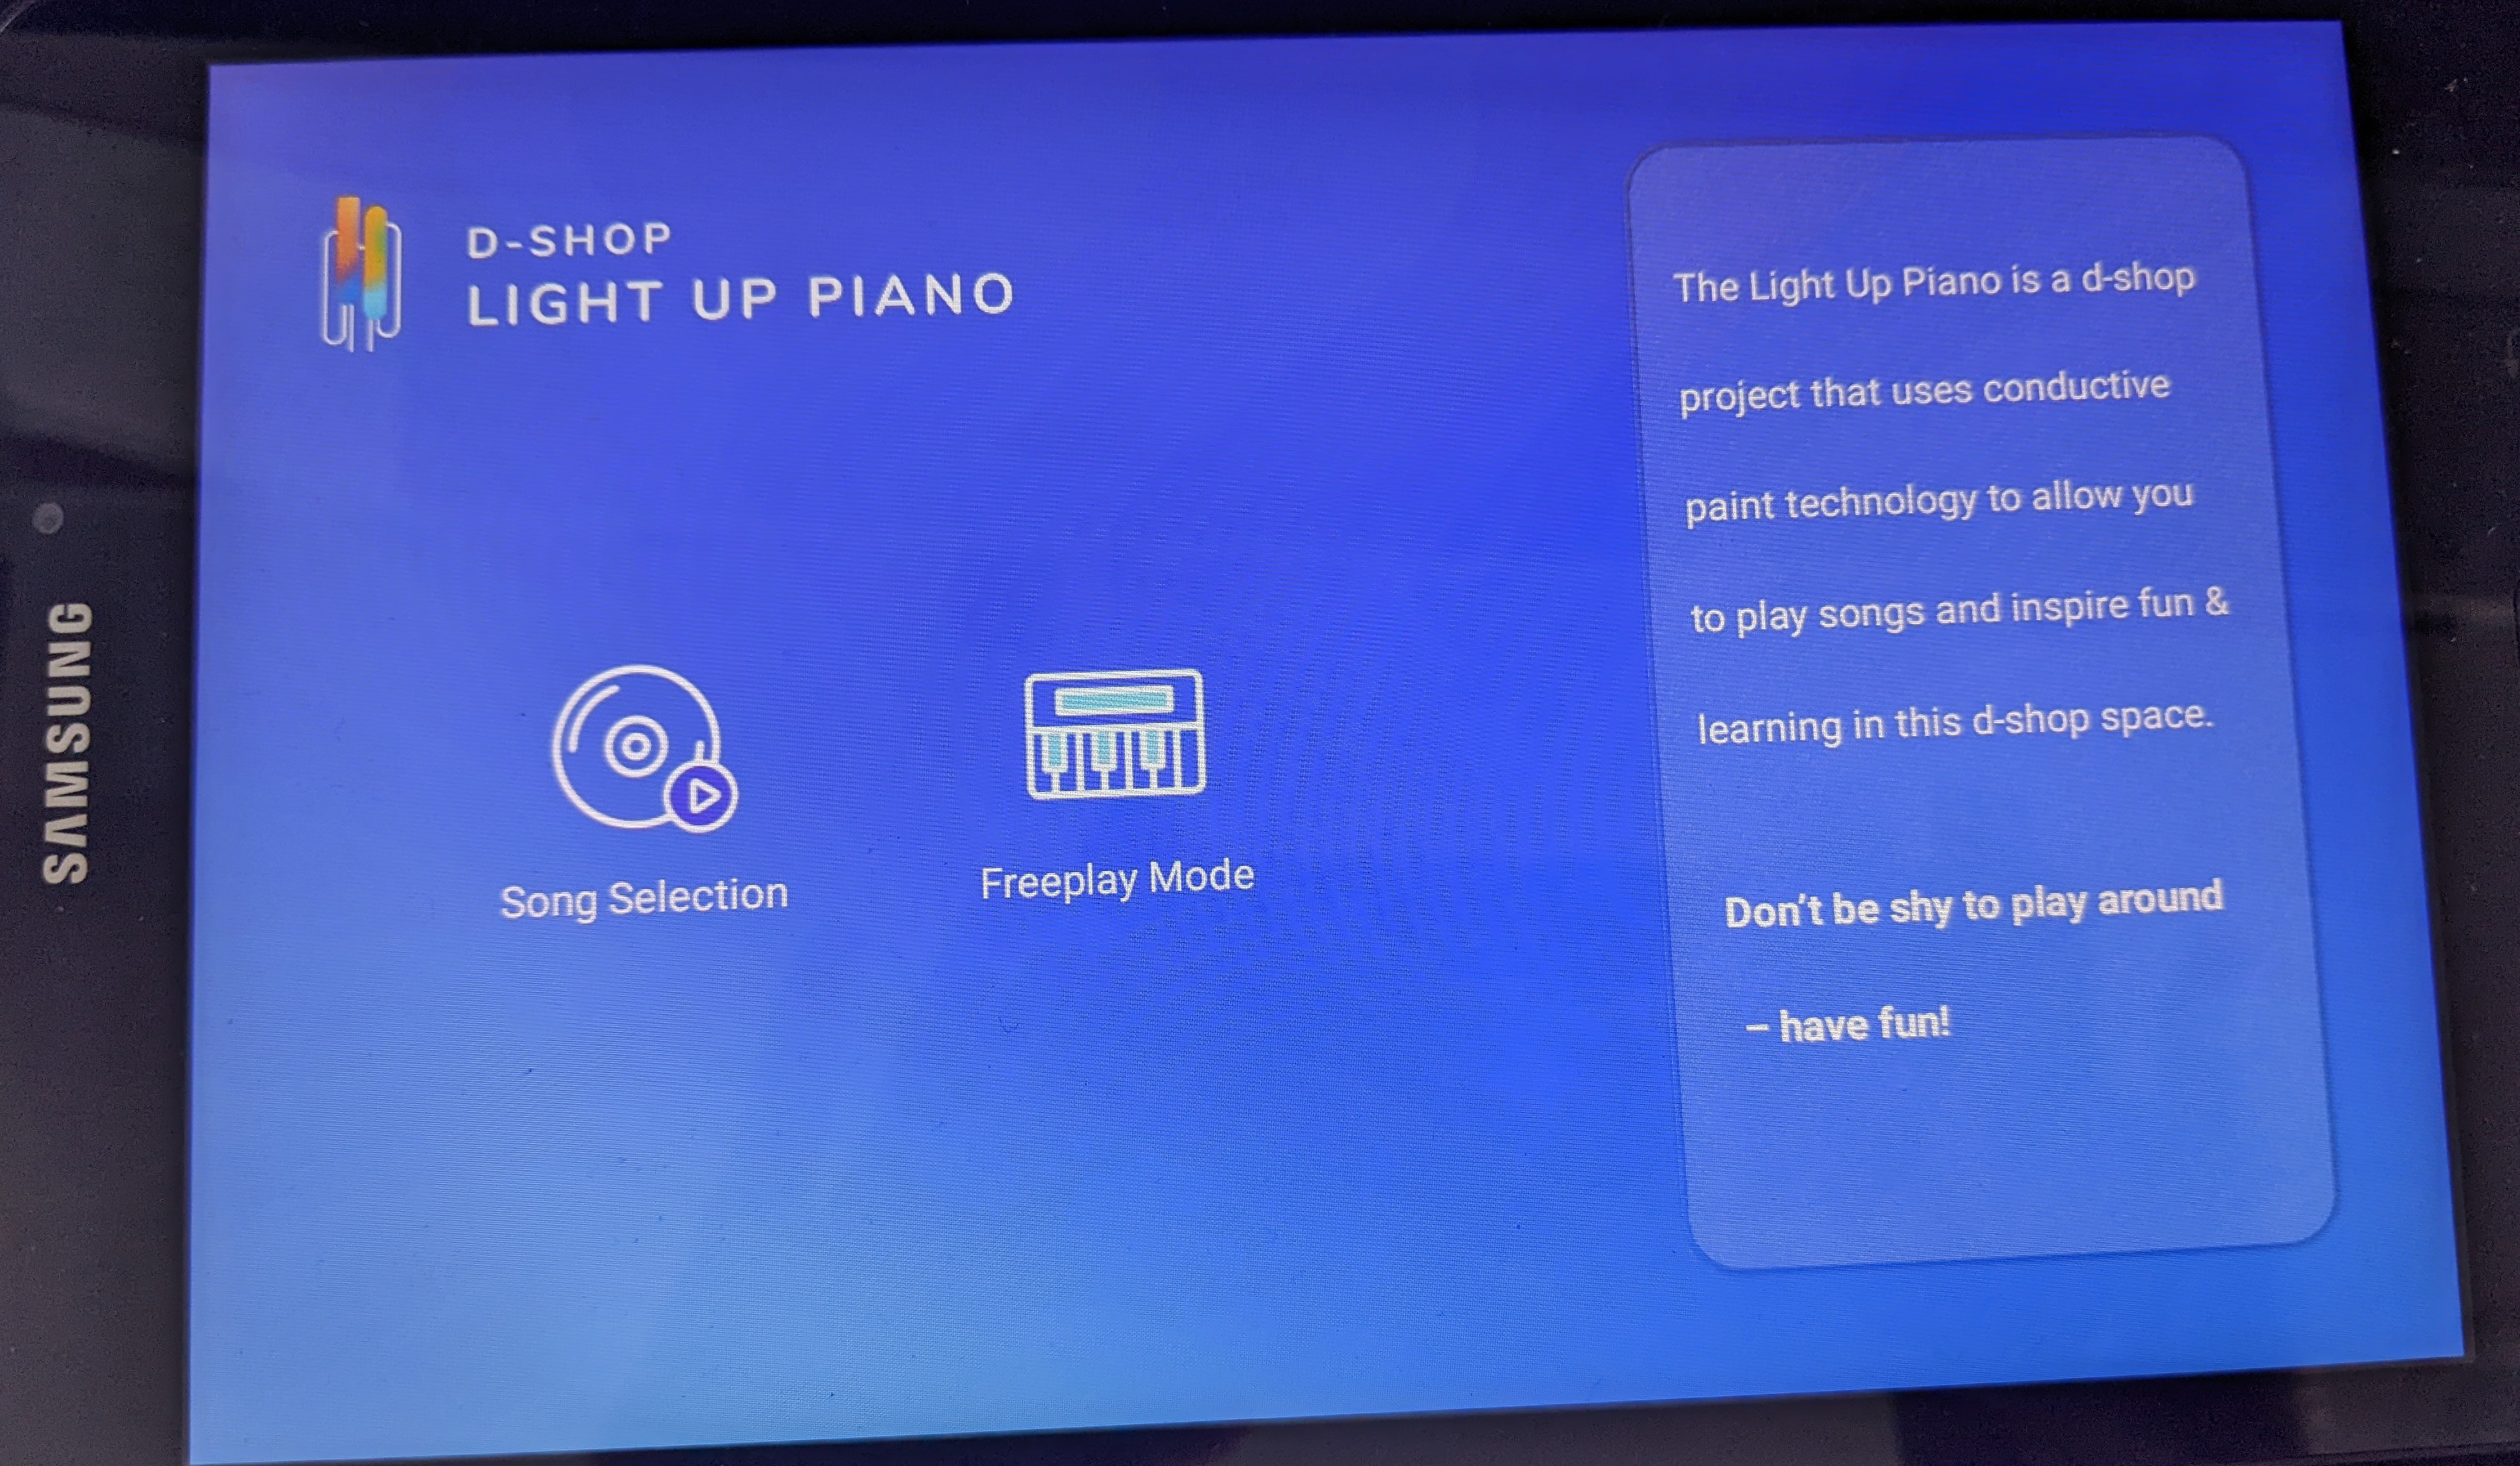 SAMSUNG
D-SHOP
LIGHT UP PIANO
Song Selection
Freeplay Mode
The Light Up Piano is a d-shop
project that uses conductive
paint technology to allow you
to play songs and inspire fun &
learning in this d-shop space.
Don't be shy to play around
– have fun!